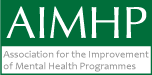 AIMHP
Association for the Improvement
of Mental Health Programmes